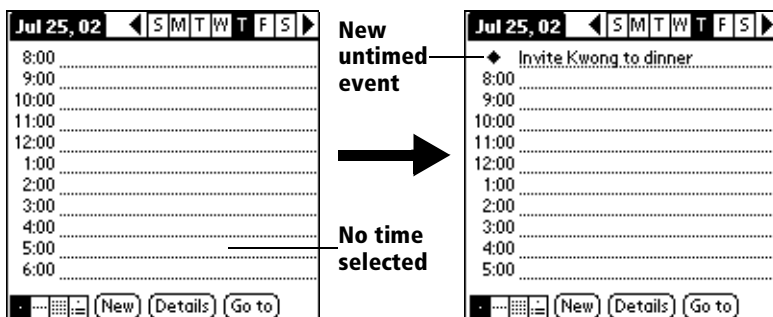 Jul 25, 02 S M T W T F S
8:00
9:00
10:00
11:00
12:00
1:00
2:00
3:00
4:00
5:00
6:00
New Details Go to
New
untimed
event
No time
selected
Jul 25, 02 S M T W T F S
Invite Kwong to dinner
8:00
9:00
10:00
11:00
12:00
1:00
2:00
3:00
4:00
5:00
New Details Go to